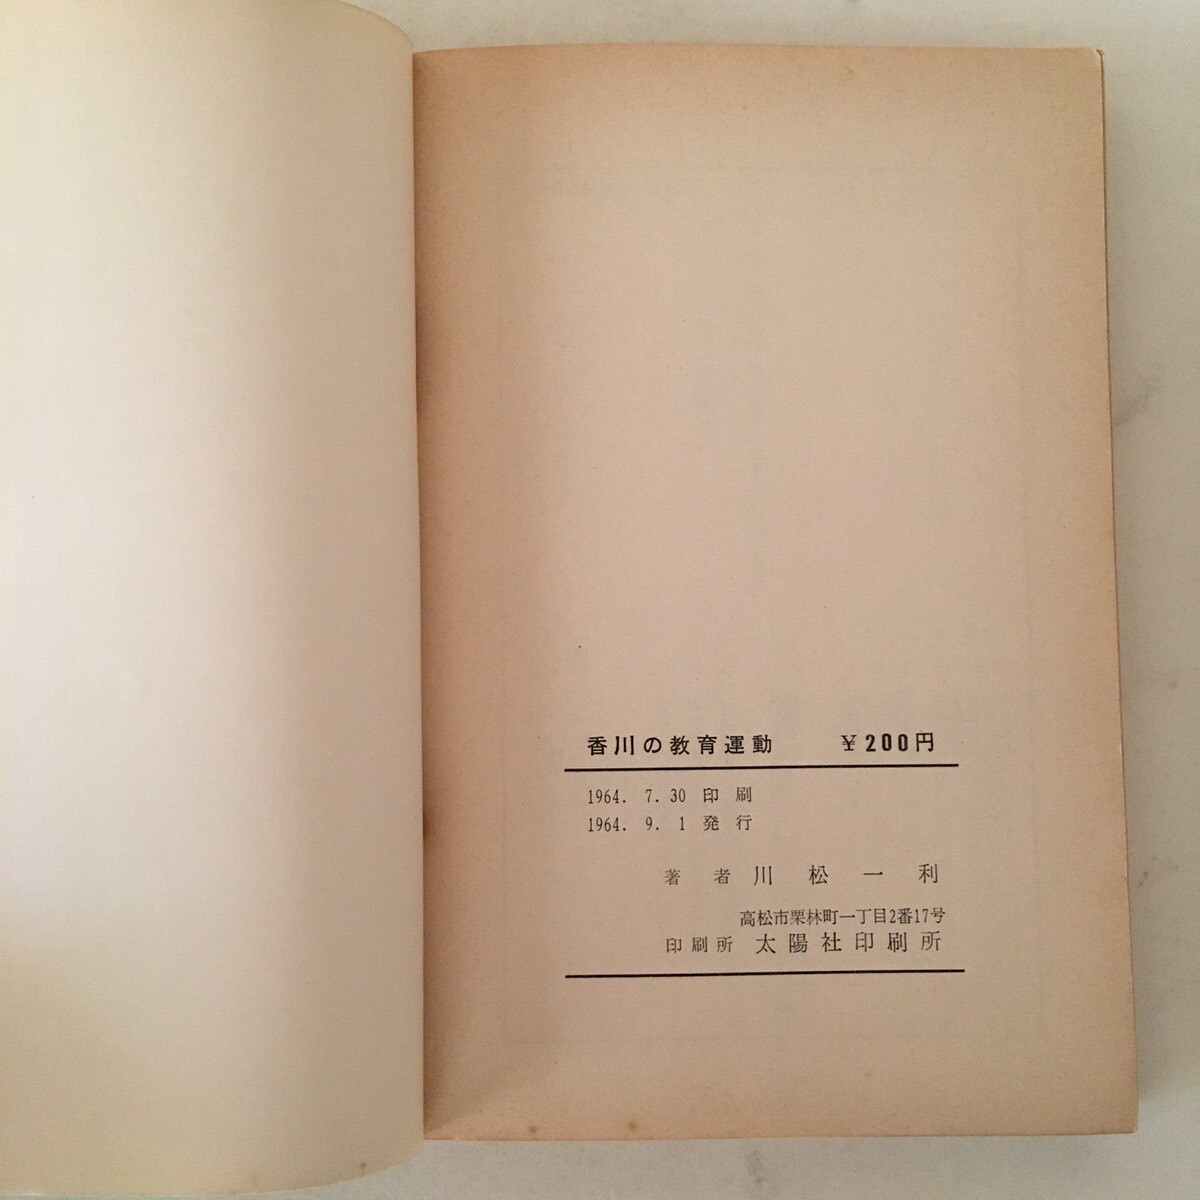 香川の教育運動 ¥200円
1964. 7. 30 印刷
1964. 9. 1 発行
著者 川松一利
高松市栗林町一丁目2番17号
印刷所 太陽社印刷所